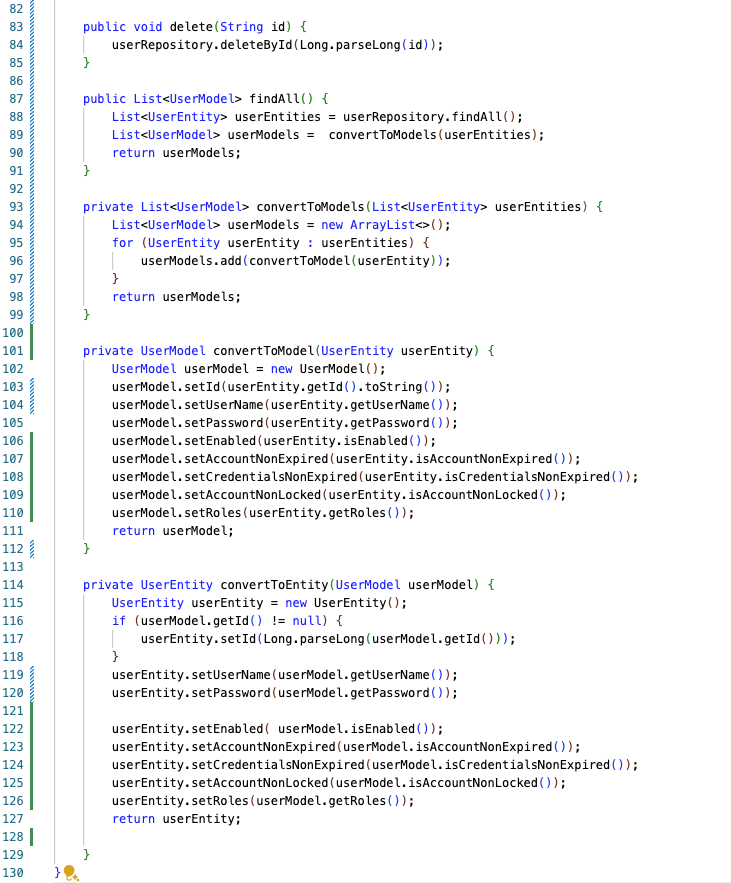 82
83     public void delete(String id) {
84         userRepository.deleteById(Long.parseLong(id));
85     }
86
87     public List<UserModel> findAll() {
88         List<UserEntity> userEntities = userRepository.findAll();
89         List<UserModel> userModels =  convertToModels(userEntities);
90         return userModels;
91     }
92
93     private List<UserModel> convertToModels(List<UserEntity> userEntities) {
94         List<UserModel> userModels = new ArrayList<>();
95         for (UserEntity userEntity : userEntities) {
96             userModels.add(convertToModel(userEntity));
97         }
98         return userModels;
99     }
100
101     private UserModel convertToModel(UserEntity userEntity) {
102         UserModel userModel = new UserModel();
103         userModel.setId(userEntity.getId().toString());
104         userModel.setUserName(userEntity.getUserName());
105         userModel.setPassword(userEntity.getPassword());
106         userModel.setEnabled(userEntity.isEnabled());
107         userModel.setAccountNonExpired(userEntity.isAccountNonExpired());
108         userModel.setCredentialsNonExpired(userEntity.isCredentialsNonExpired());
109         userModel.setAccountNonLocked(userEntity.isAccountNonLocked());
110         userModel.setRoles(userEntity.getRoles());
111         return userModel;
112     }
113
114     private UserEntity convertToEntity(UserModel userModel) {
115         UserEntity userEntity = new UserEntity();
116         if (userModel.getId() != null) {
117             userEntity.setId(Long.parseLong(userModel.getId()));
118         }
119         userEntity.setUserName(userModel.getUserName());
120         userEntity.setPassword(userModel.getPassword());
121
122         userEntity.setEnabled( userModel.isEnabled());
123         userEntity.setAccountNonExpired(userModel.isAccountNonExpired());
124         userEntity.setCredentialsNonExpired(userModel.isCredentialsNonExpired());
125         userEntity.setAccountNonLocked(userModel.isAccountNonLocked());
126         userEntity.setRoles(userModel.getRoles());
127         return userEntity;
128
129     }
130 }